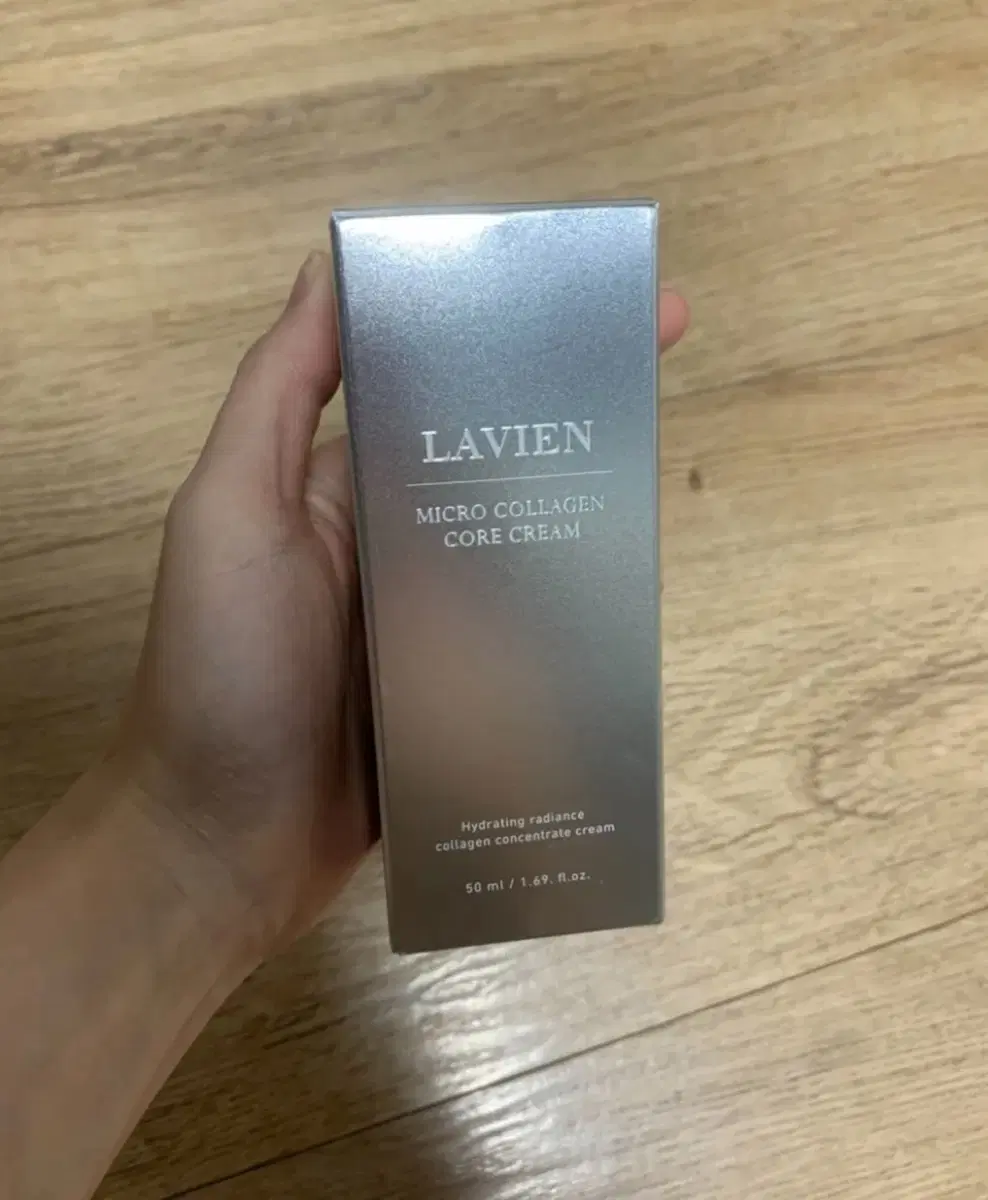 LAVIEN
MICRO COLLAGEN
CORE CREAM
Hydrating radiance
collagen concentrate cream
50 ml / 1.69. fl.oz.